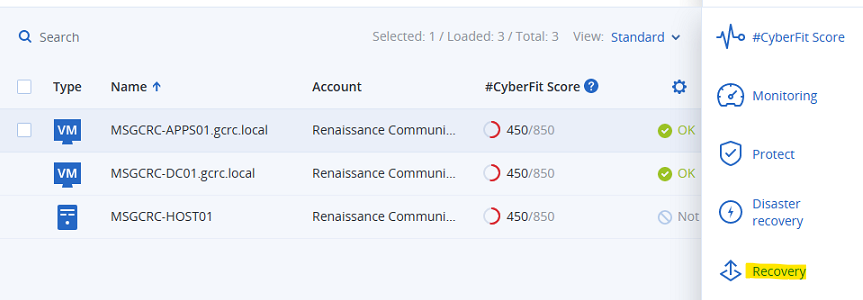 Search
Selected: 1 / Loaded: 3 / Total: 3 View: Standard
Type Name Account #CyberFit Score ?
VM MSGCRC-APPS01.gcrc.local Renaissance Communi... 450/850 OK
VM MSGCRC-DC01.gcrc.local Renaissance Communi... 450/850 OK
MSGCRC-HOST01 Renaissance Communi... 450/850 Not
#CyberFit Score
Monitoring
Protect
Disaster
recovery
Recovery